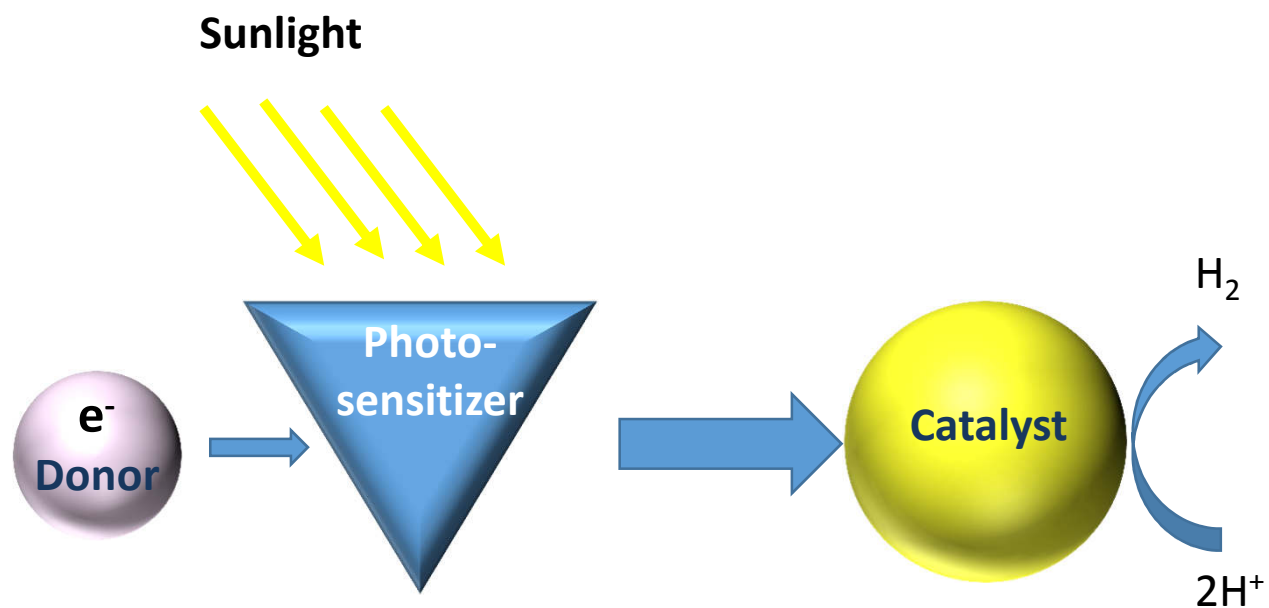 Sunlight
Photo-
sensitizer
e⁻
Donor
Catalyst
H₂
2H⁺